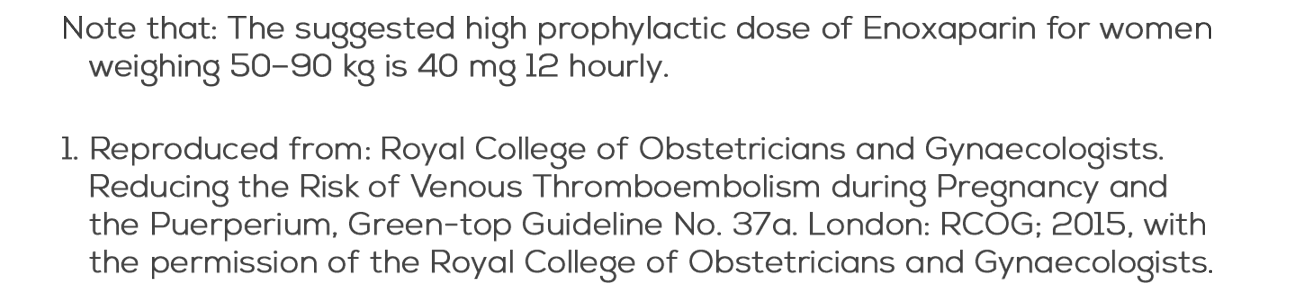 Note that: The suggested high prophylactic dose of Enoxaparin for women
weighing 50–90 kg is 40 mg 12 hourly.
1. Reproduced from: Royal College of Obstetricians and Gynaecologists.
Reducing the Risk of Venous Thromboembolism during Pregnancy and
the Puerperium, Green-top Guideline No. 37a. London: RCOG; 2015, with
the permission of the Royal College of Obstetricians and Gynaecologists.